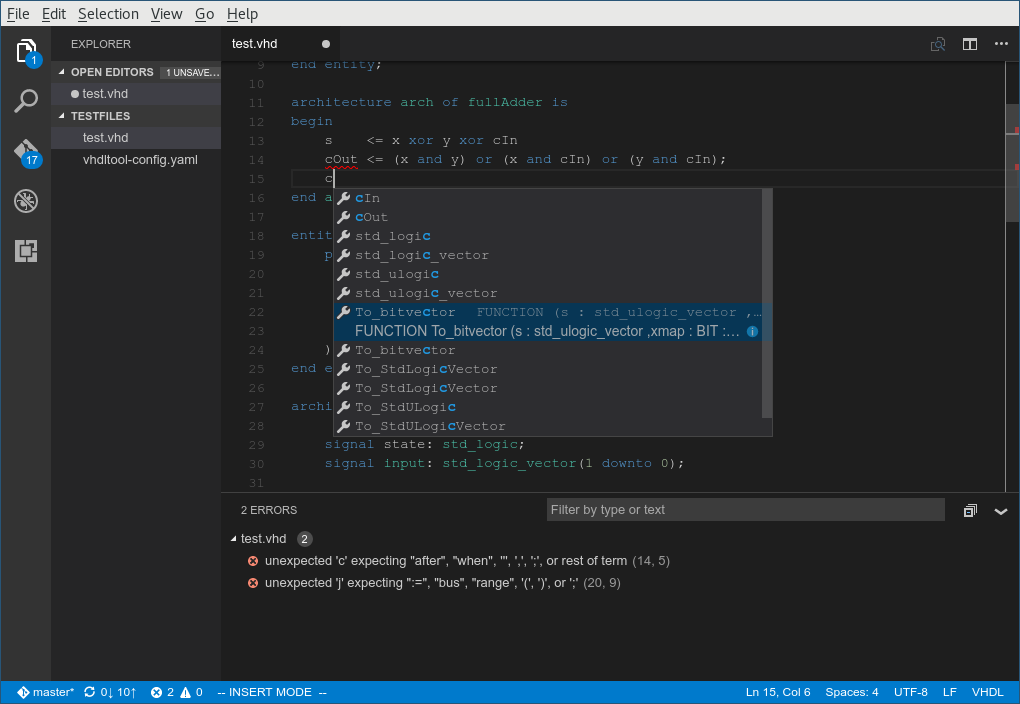 File Edit Selection View Go Help
EXPLORER
OPEN EDITORS 1 UNSAVE...
test.vhd
TESTFILES
test.vhd
vhdltool-config.yaml
1
17
test.vhd
9 end entity;
10
11 architecture arch of fullAdder is
12 begin
13 s <= x xor y xor cIn
14 cOut <= (x and y) or (x and cIn) or (y and cIn);
15 c
16 end a
17
18 entit
19 p
20
21
22
23
24 )
25 end e
26
27 archi
28
29 signal state: std_logic;
30 signal input: std_logic_vector(1 downto 0);
31
cIn
cOut
std_logic
std_logic_vector
std_ulogic
std_ulogic_vector
To_bitvector FUNCTION (s : std_ulogic_vector ,...
FUNCTION To_bitvector (s : std_ulogic_vector ,xmap : BIT :...
To_bitvector
To_StdLogicVector
To_StdLogicVector
To_StdULogic
To_StdULogicVector
2 ERRORS Filter by type or text
test.vhd 2
unexpected 'c' expecting "after", "when", '"', ',', ';', or rest of term (14, 5)
unexpected 'j' expecting ":=", "bus", "range", '(', ')', or ';' (20, 9)
master* 0↓ 10↑ 2 0 -- INSERT MODE -- Ln 15, Col 6 Spaces: 4 UTF-8 LF VHDL